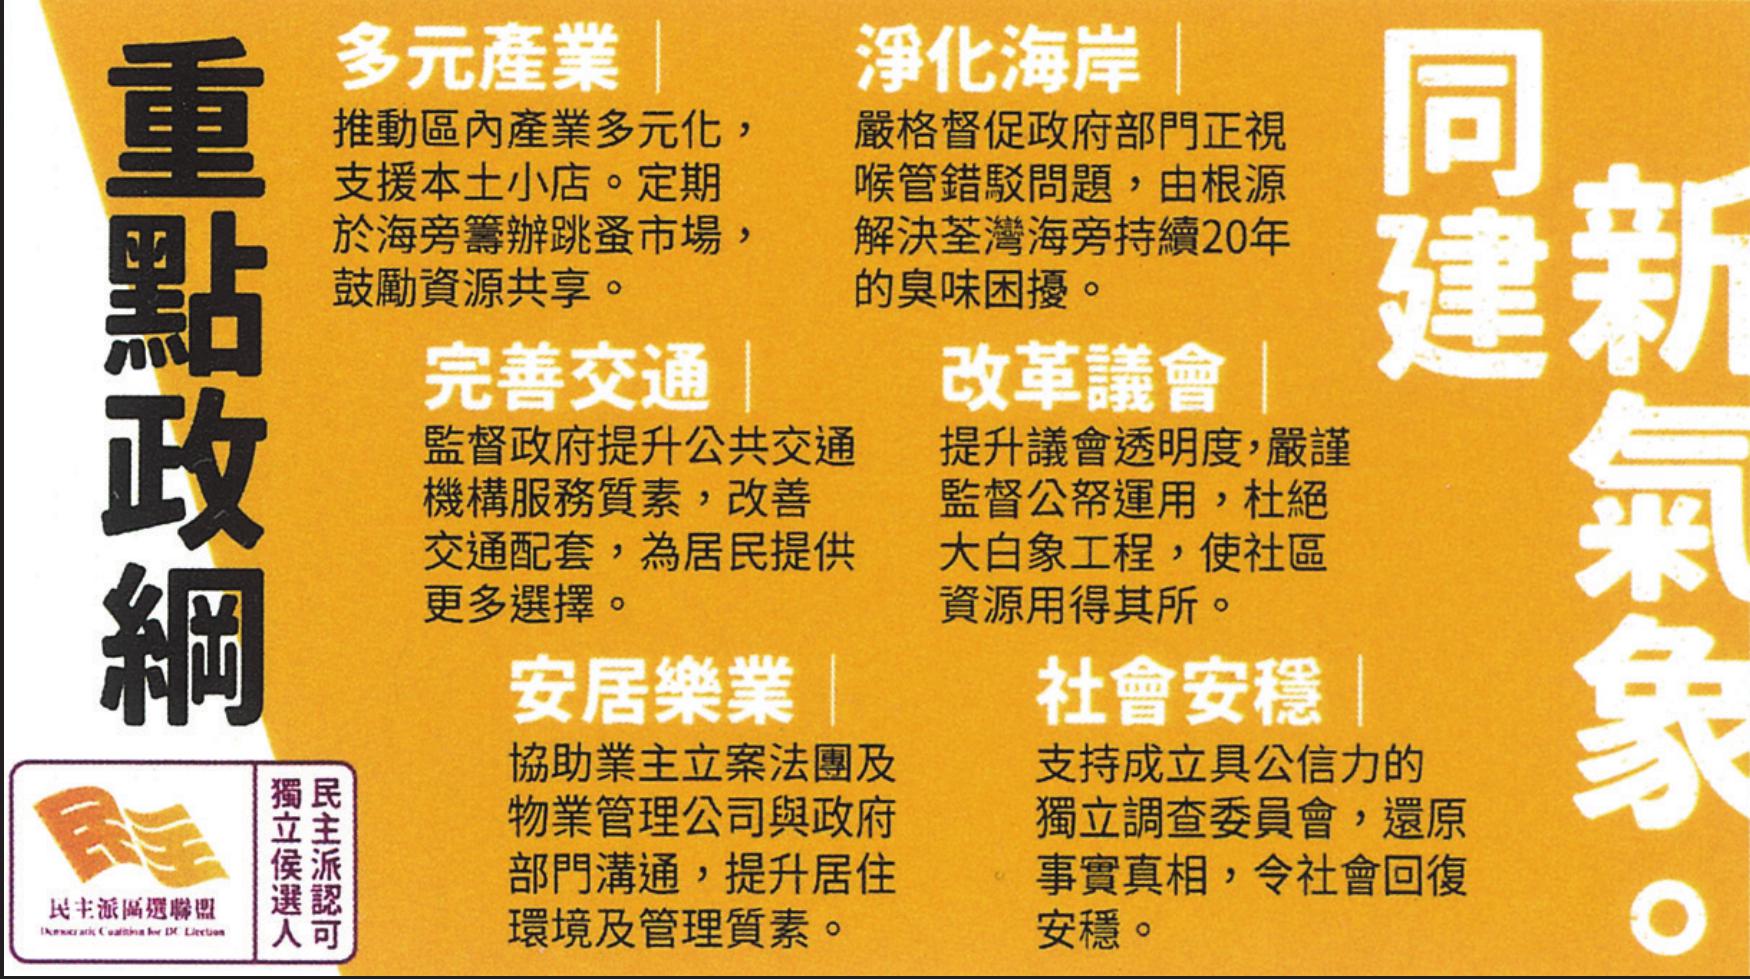 重點政綱
多元產業
推動區內產業多元化，
支援本土小店。定期
於海旁籌辦跳蚤市場，
鼓勵資源共享。
淨化海岸
嚴格督促政府部門正視
喉管錯駁問題，由根源
解決荃灣海旁持續20年
的臭味困擾。
完善交通
監督政府提升公共交通
機構服務質素，改善
交通配套，為居民提供
更多選擇。
改革議會
提升議會透明度，嚴謹
監督公帑運用，杜絕
大白象工程，使社區
資源用得其所。
安居樂業
協助業主立案法團及
物業管理公司與政府
部門溝通，提升居住
環境及管理質素。
社會安穩
支持成立具公信力的
獨立調查委員會，還原
事實真相，令社會回復
安穩。
同建
新氣象。
民主
民主派區選聯盟
Democratic Coalition for DC Election
民主派認可
獨立候選人